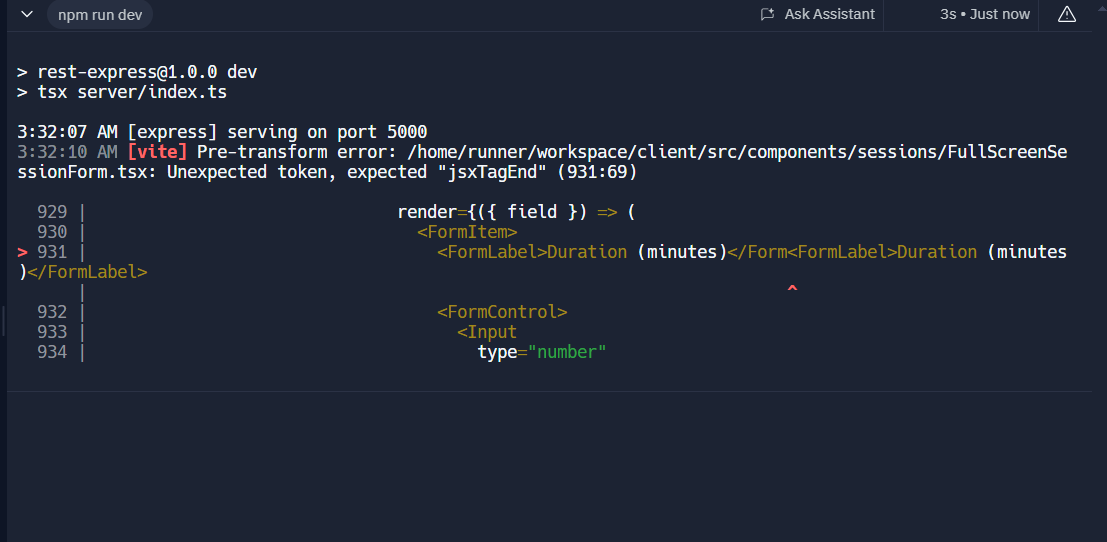 npm run dev
Ask Assistant
3s • Just now
> rest-express@1.0.0 dev
> tsx server/index.ts
3:32:07 AM [express] serving on port 5000
3:32:10 AM [vite] Pre-transform error: /home/runner/workspace/client/src/components/sessions/FullScreenSe
ssionForm.tsx: Unexpected token, expected "jsxTagEnd" (931:69)
929 | render={({ field }) => (
930 | <FormItem>
> 931 | <FormLabel>Duration (minutes)</Form<FormLabel>Duration (minutes
)</FormLabel>
| ^
932 | <FormControl>
933 | <Input
934 | type="number"